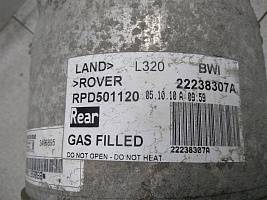 LAND> L320 BWI
>ROVER 22238307A
RPD501120 05.10.10 A 09:59
Rear
GAS FILLED
DO NOT OPEN - DO NOT HEAT
22238307A